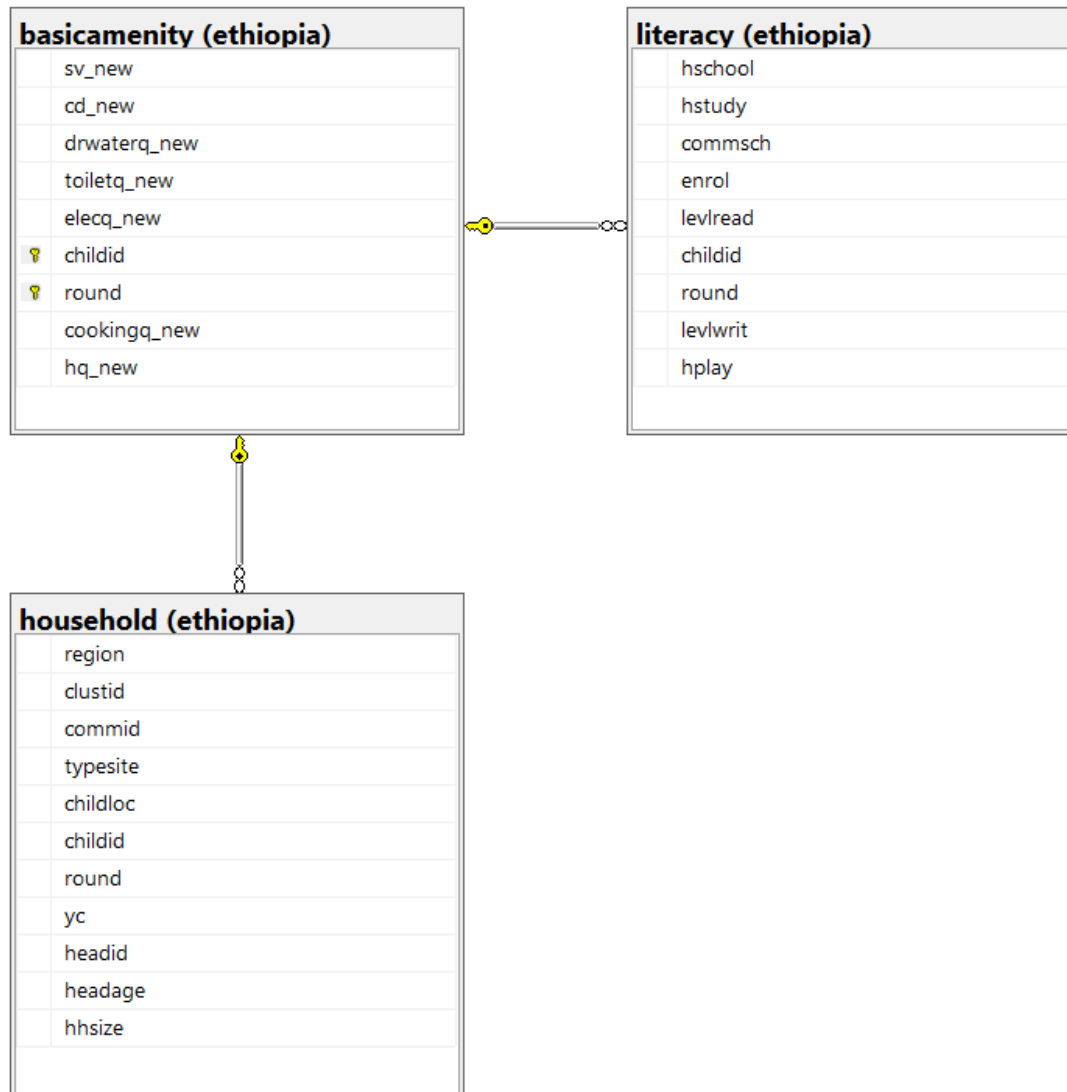 basicamenity (ethiopia)
sv_new
cd_new
drwaterq_new
toiletq_new
elecq_new
childid
round
cookingq_new
hq_new
literacy (ethiopia)
hschool
hstudy
commsch
enrol
levlread
childid
round
levlwrit
hplay
household (ethiopia)
region
clustid
commid
typesite
childloc
childid
round
yc
headid
headage
hhsize